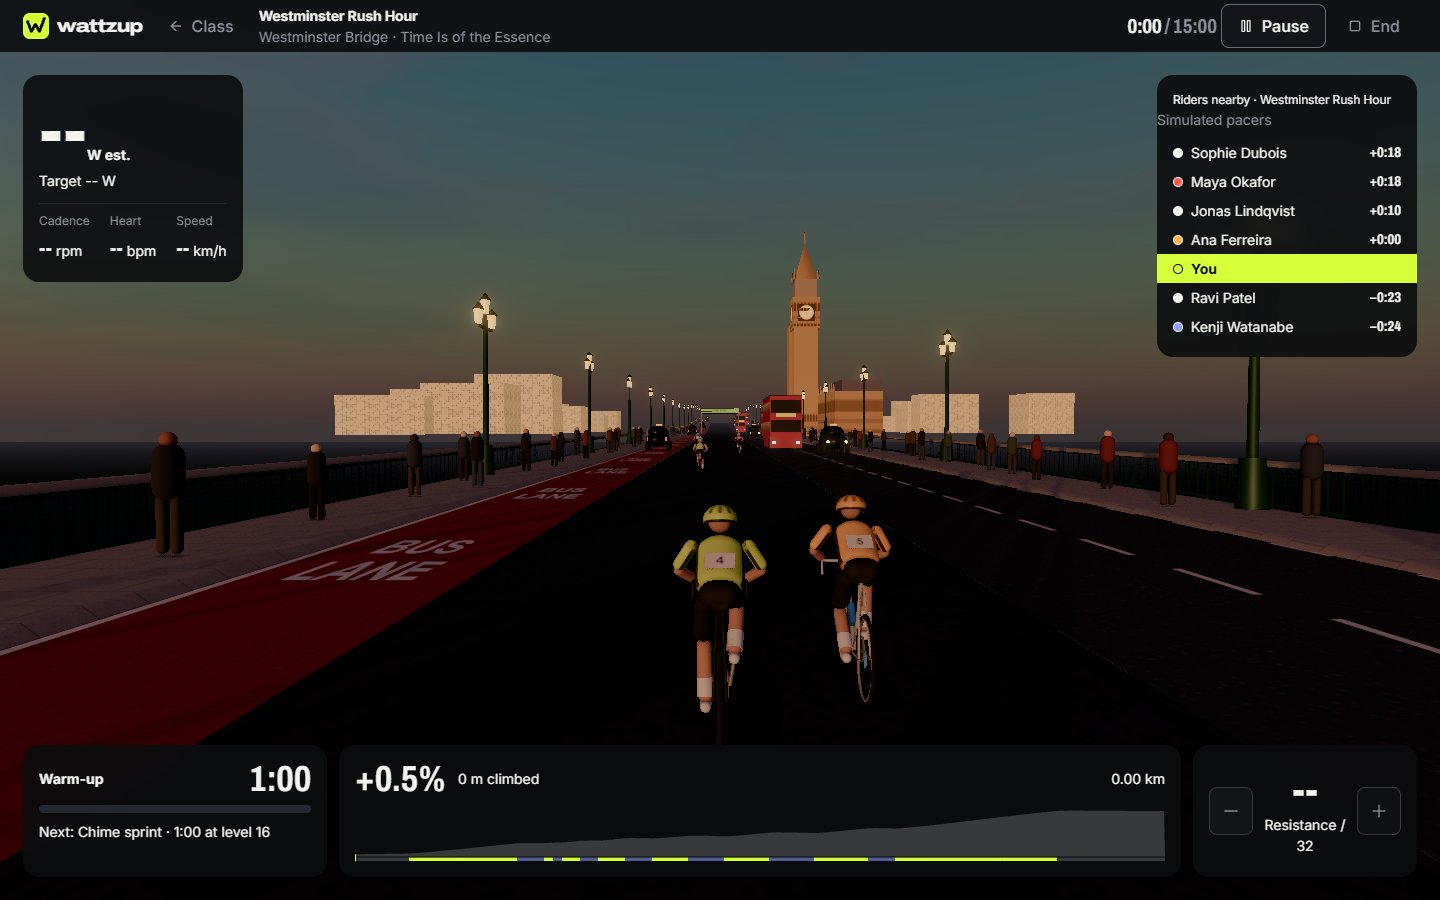 W wattzup
Class
Westminster Rush Hour
Westminster Bridge · Time Is of the Essence
0:00 / 15:00
Pause
End
--
W est.
Target -- W
Cadence Heart Speed
-- rpm -- bpm -- km/h
Riders nearby · Westminster Rush Hour
Simulated pacers
Sophie Dubois +0:18
Maya Okafor +0:18
Jonas Lindqvist +0:10
Ana Ferreira +0:00
You
Ravi Patel −0:23
Kenji Watanabe −0:24
BUS
LANE
BUS
LANE
4
5
Warm-up 1:00
Next: Chime sprint · 1:00 at level 16
+0.5% 0 m climbed 0.00 km
--
Resistance /
32